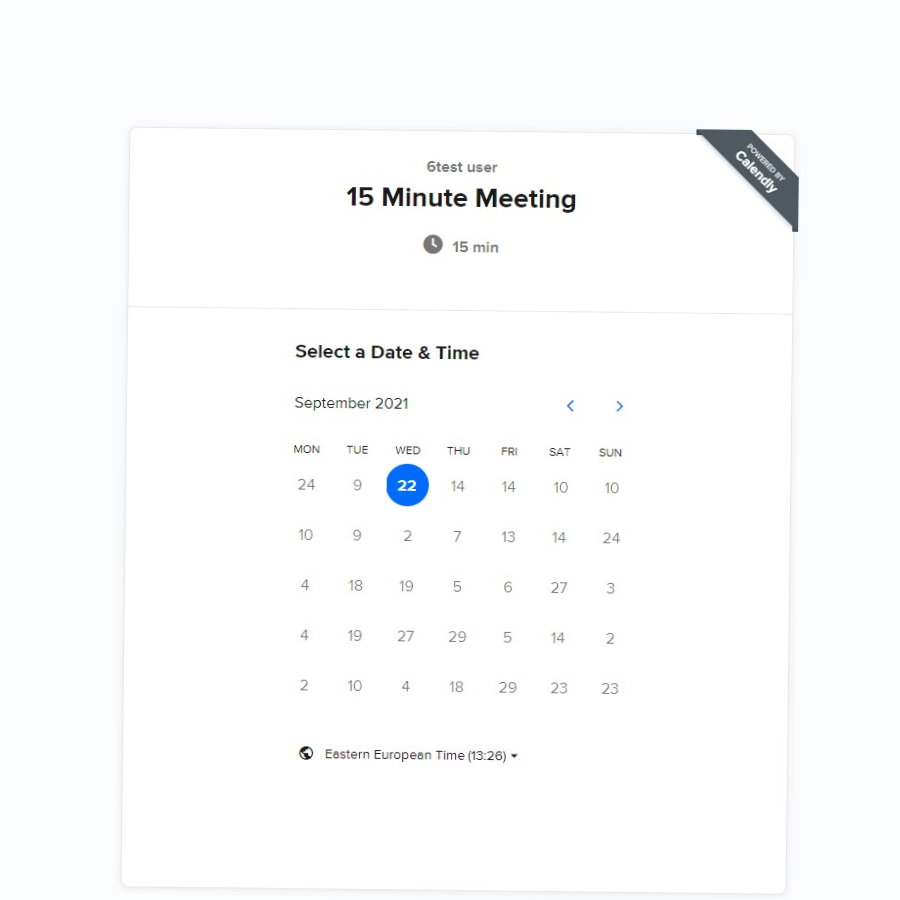 POWERED BY
Calendly
6test user
15 Minute Meeting
15 min
Select a Date & Time
September 2021
MON TUE WED THU FRI SAT SUN
24 9 22 14 14 10 10
10 9 2 7 13 14 24
4 18 19 5 6 27 3
4 19 27 29 5 14 2
2 10 4 18 29 23 23
Eastern European Time (13:26)